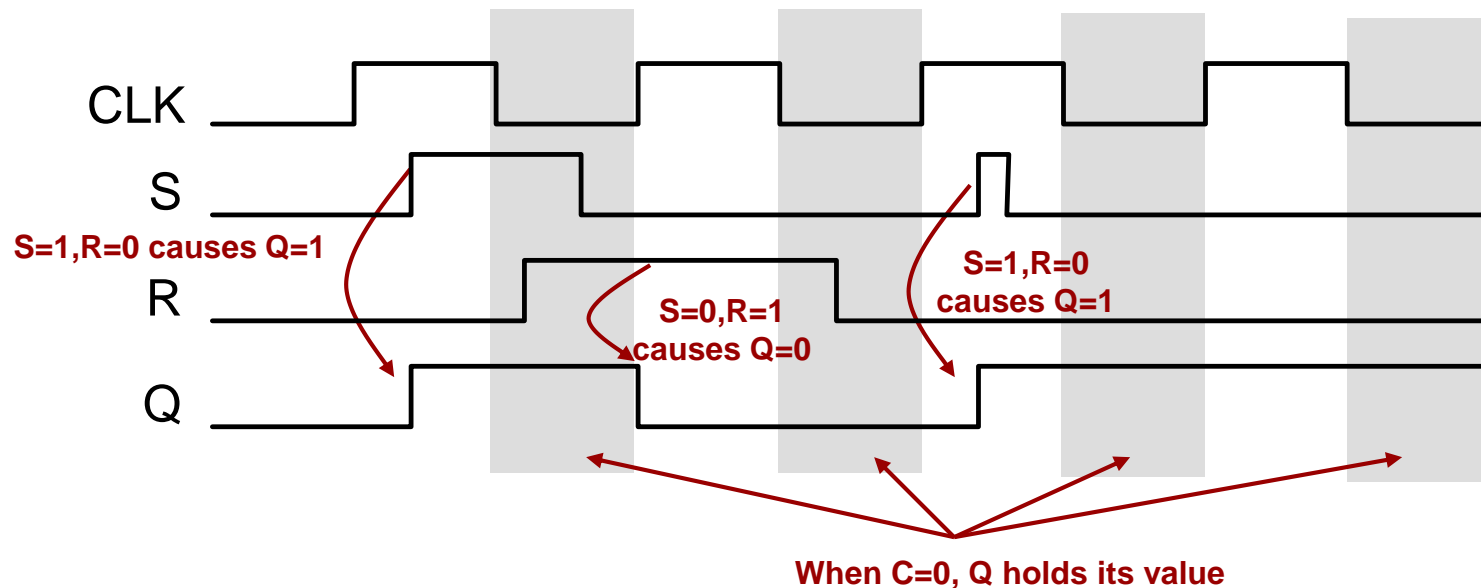 CLK
S
S=1,R=0 causes Q=1
S=1,R=0
causes Q=1
R
S=0,R=1
causes Q=0
Q
When C=0, Q holds its value